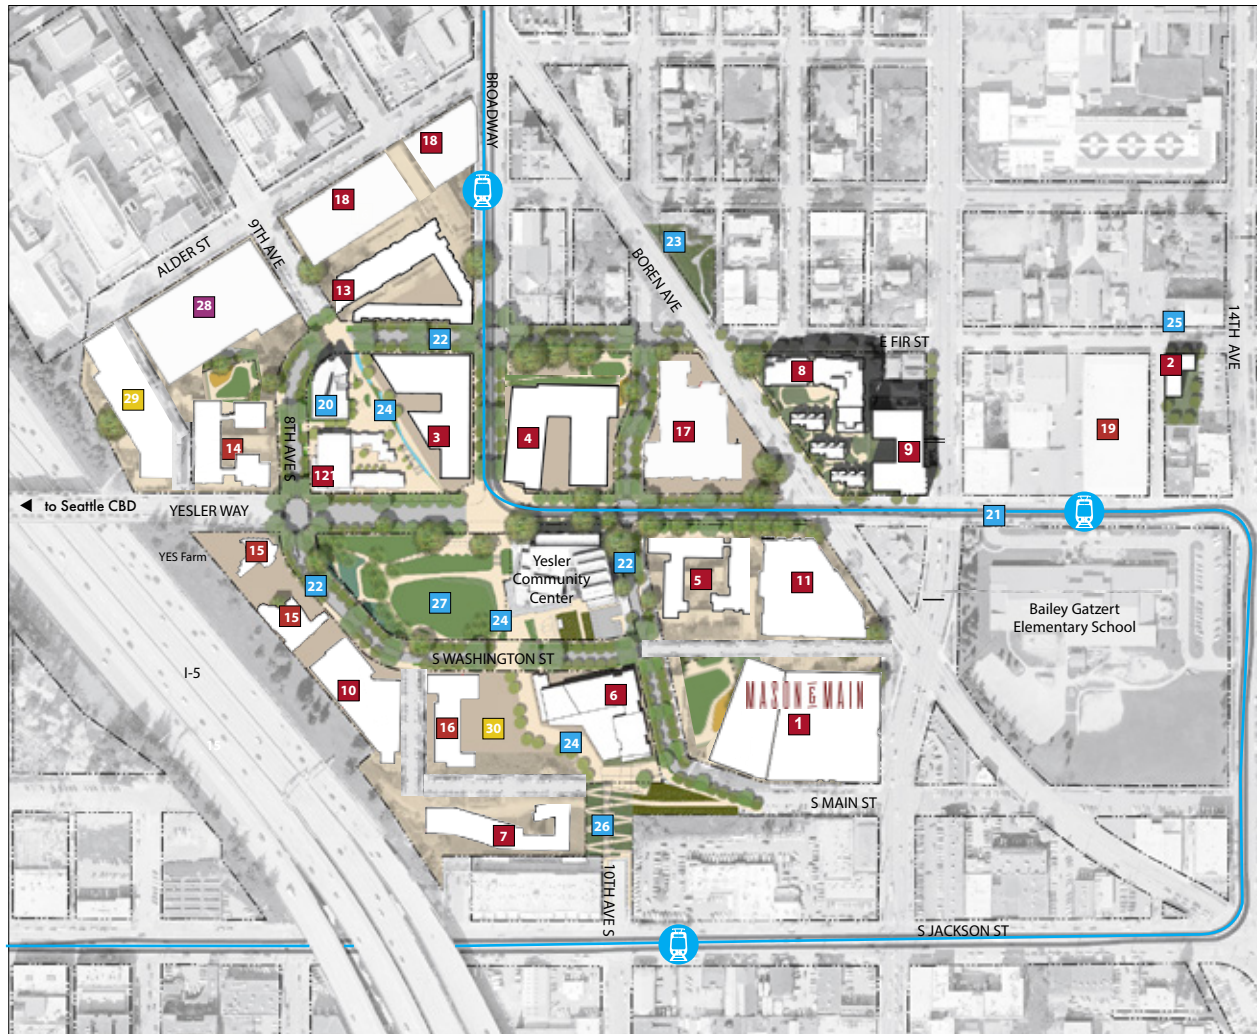 BROADWAY
18
18
9TH AVE
ALDER ST
23
BOREN AVE
13
28
22
E FIR ST
25
14TH AVE
2
8
29
20
24
8TH AVE S
3
4
17
19
14
9
121
to Seattle CBD
YESLER WAY
21
YES Farm
15
Yesler
Community
Center
22
5
11
22
27
24
15
Bailey Gatzert
Elementary School
S WASHINGTON ST
I-5
10
6
MASON & MAIN
1
16
30
24
15
S MAIN ST
7
26
10TH AVE S
S JACKSON ST